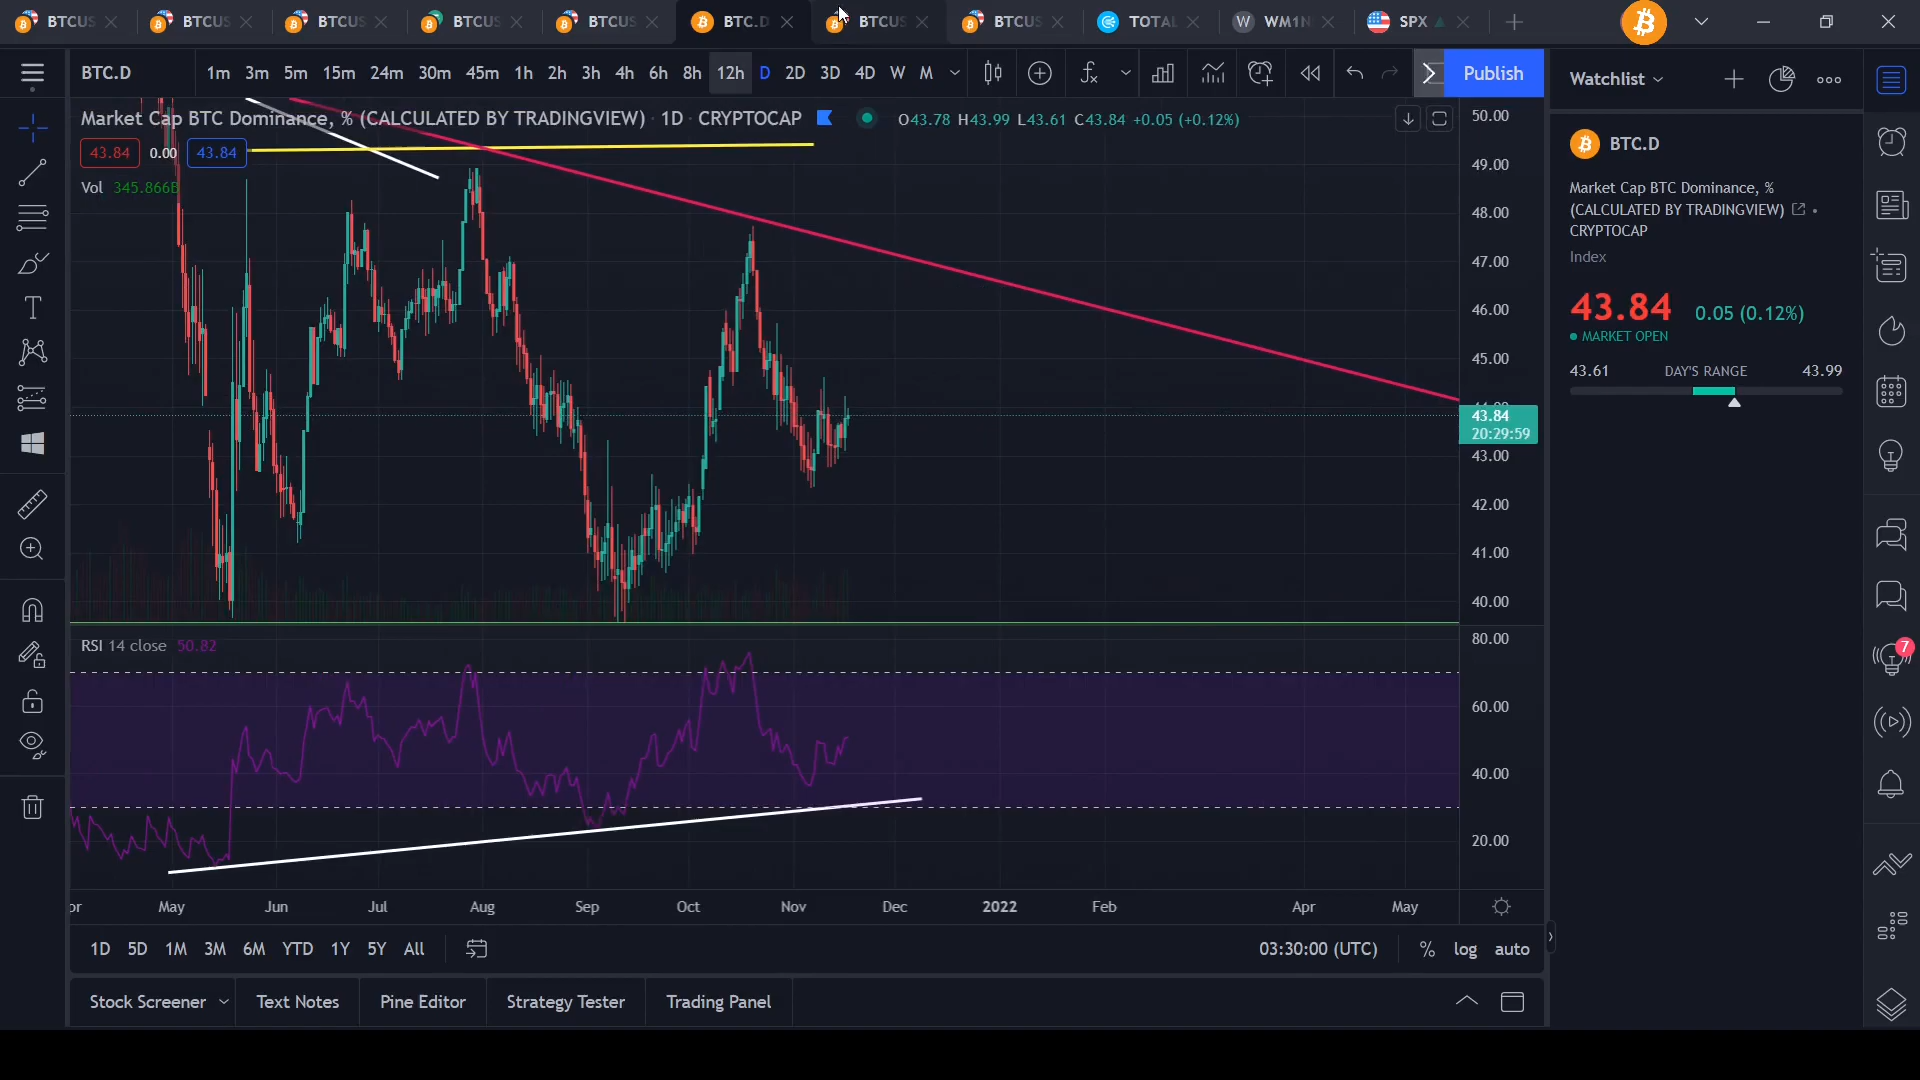 BTCUS BTCUS BTCUS BTCUS BTCUS BTC.D BTCUS BTCUS TOTAL W WM1N SPX
BTC.D 1m 3m 5m 15m 24m 30m 45m 1h 2h 3h 4h 6h 8h 12h D 2D 3D 4D W M Publish
Watchlist
Market Cap BTC Dominance, % (CALCULATED BY TRADINGVIEW) · 1D · CRYPTOCAP O43.78 H43.99 L43.61 C43.84 +0.05 (+0.12%)
43.84 0.00 43.84
Vol 345.866B
50.00
49.00
48.00
47.00
46.00
45.00
43.84
20:29:59
43.00
42.00
41.00
40.00
BTC.D
Market Cap BTC Dominance, %
(CALCULATED BY TRADINGVIEW) •
CRYPTOCAP
Index
43.84 0.05 (0.12%)
MARKET OPEN
43.61 DAY'S RANGE 43.99
RSI 14 close 50.82
80.00
60.00
40.00
20.00
7
May Jun Jul Aug Sep Oct Nov Dec 2022 Feb Apr May
1D 5D 1M 3M 6M YTD 1Y 5Y All 03:30:00 (UTC) % log auto
Stock Screener Text Notes Pine Editor Strategy Tester Trading Panel